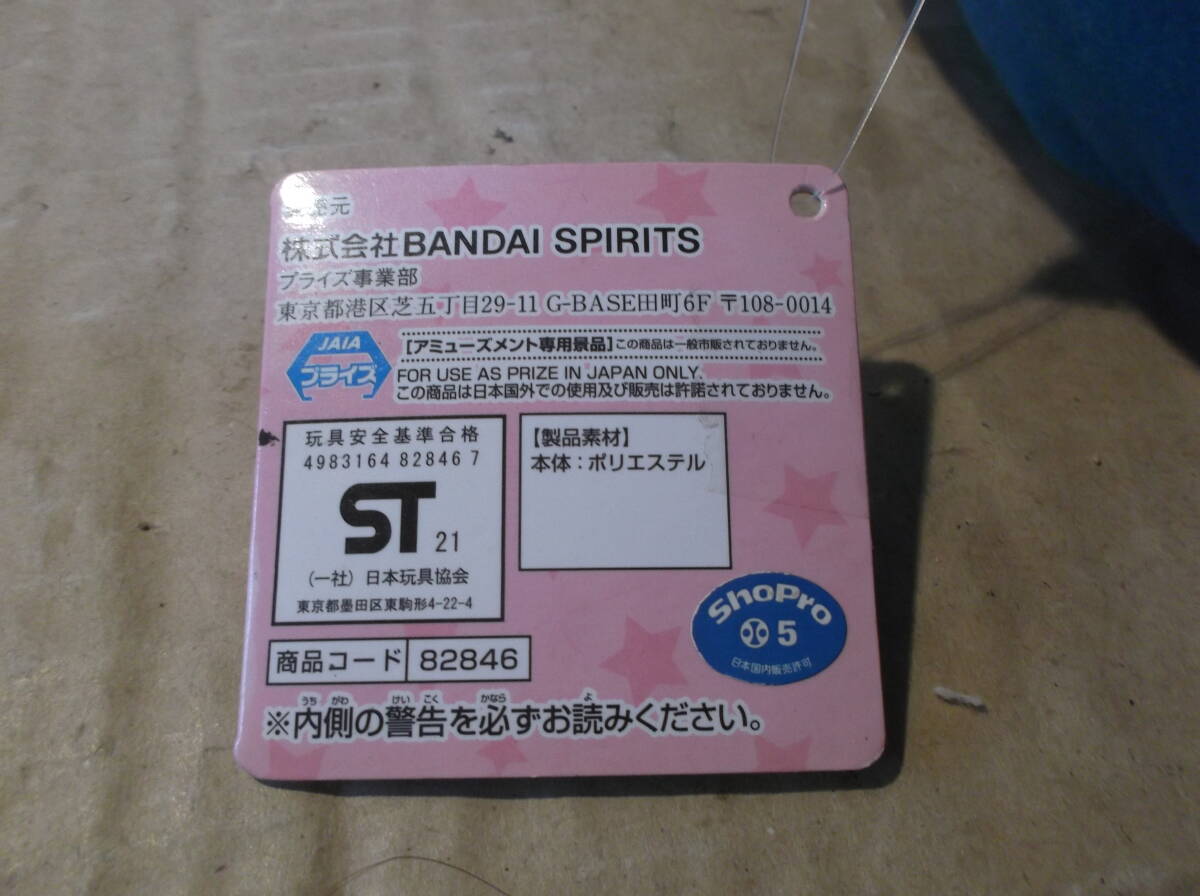 元
株式会社BANDAI SPIRITS
プライズ事業部
東京都港区芝五丁目29-11 G-BASE田町6F 〒108-0014
JAIA
プライズ
【アミューズメント専用景品】この商品は一般市販されておりません。
FOR USE AS PRIZE IN JAPAN ONLY.
この商品は日本国外での使用及び販売は許諾されておりません。
玩具安全基準合格
4983164 82846 7
ST 21
(一社) 日本玩具協会
東京都墨田区東駒形4-22-4
【製品素材】
本体：ポリエステル
ShoPro
5
日本国内販売許可
商品コード 82846
うち がわ けい こく かなら よ
※内側の警告を必ずお読みください。